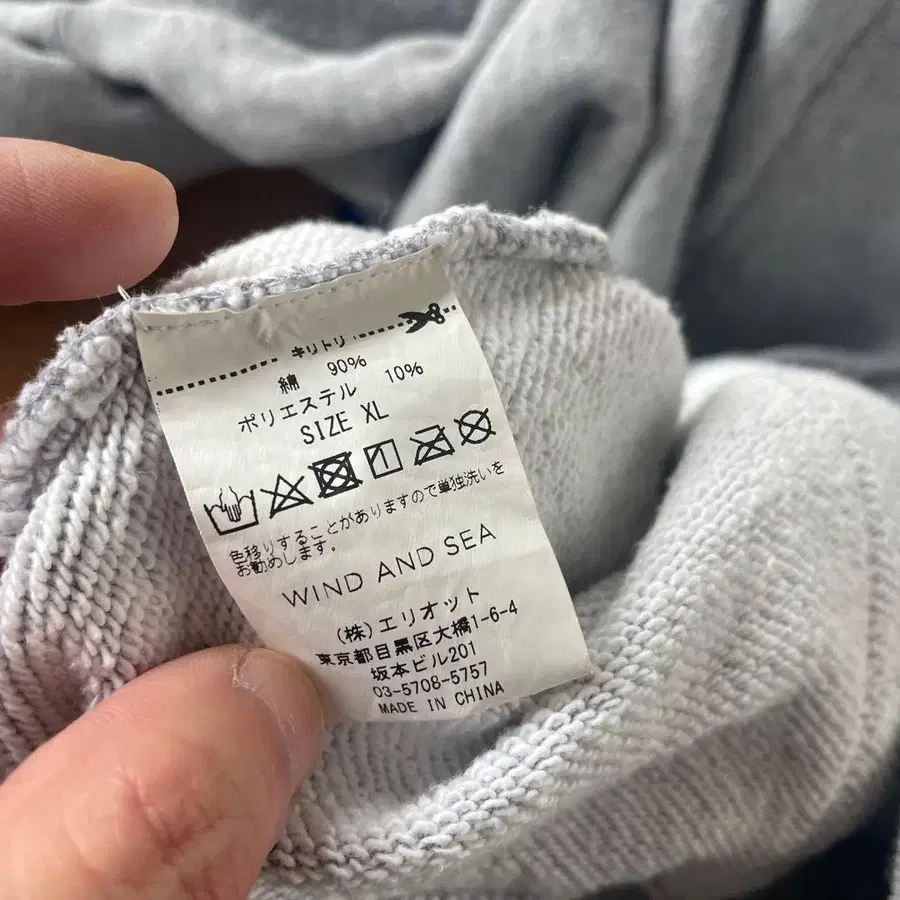 キリトリ
綿 90%
ポリエステル 10%
SIZE XL
色移りすることがありますので単独洗いを
お勧めします。
WIND AND SEA
(株)エリオット
東京都目黒区大橋1-6-4
坂本ビル201
03-5708-5757
MADE IN CHINA